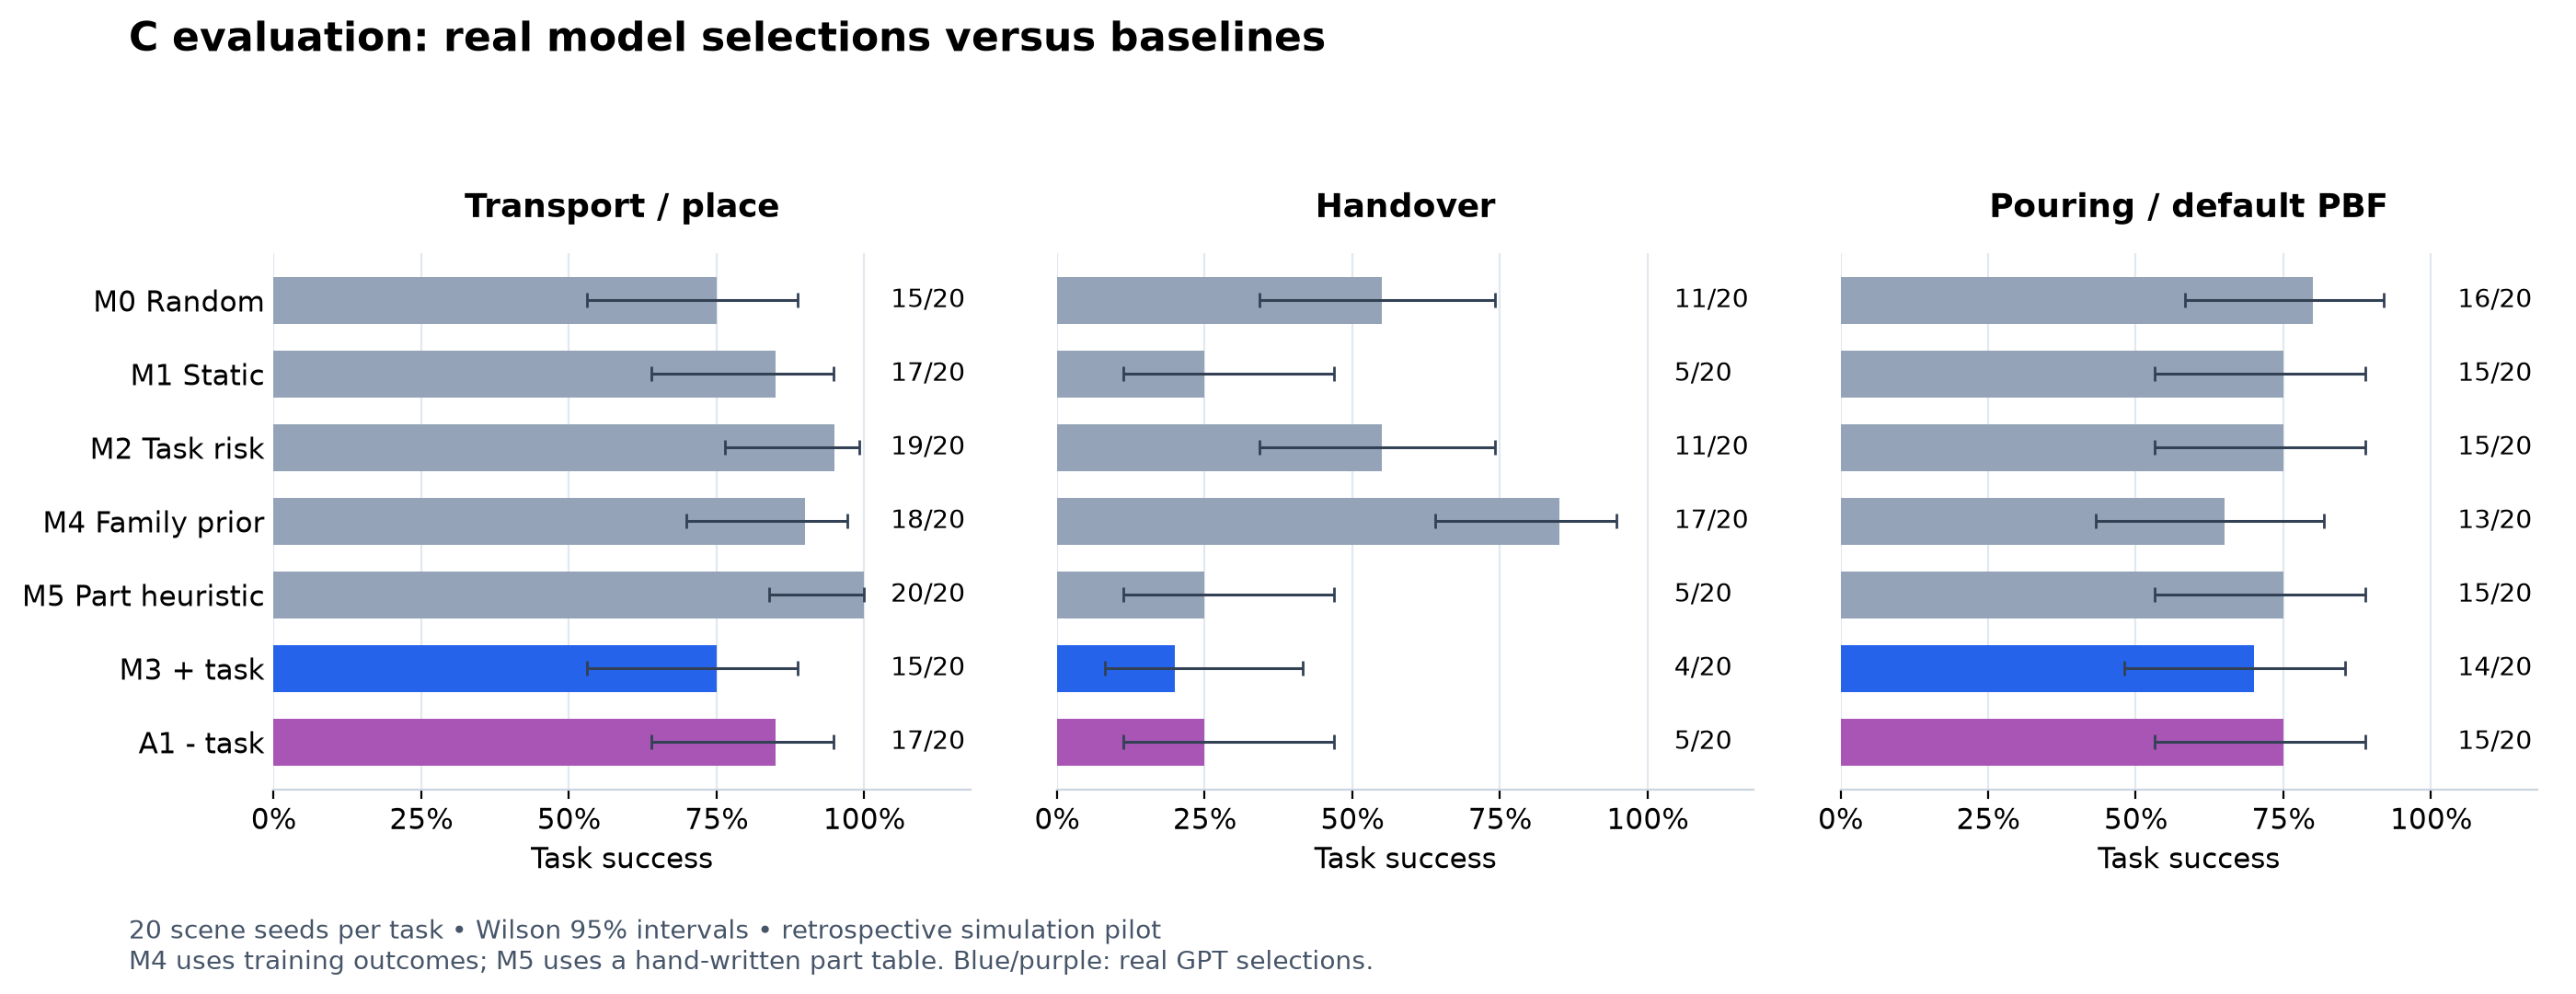 C evaluation: real model selections versus baselines
Transport / place
Handover
Pouring / default PBF
M0 Random 15/20 11/20 16/20
M1 Static 17/20 5/20 15/20
M2 Task risk 19/20 11/20 15/20
M4 Family prior 18/20 17/20 13/20
M5 Part heuristic 20/20 5/20 15/20
M3 + task 15/20 4/20 14/20
A1 - task 17/20 5/20 15/20
0% 25% 50% 75% 100% 0% 25% 50% 75% 100% 0% 25% 50% 75% 100%
Task success Task success Task success
20 scene seeds per task • Wilson 95% intervals • retrospective simulation pilot
M4 uses training outcomes; M5 uses a hand-written part table. Blue/purple: real GPT selections.